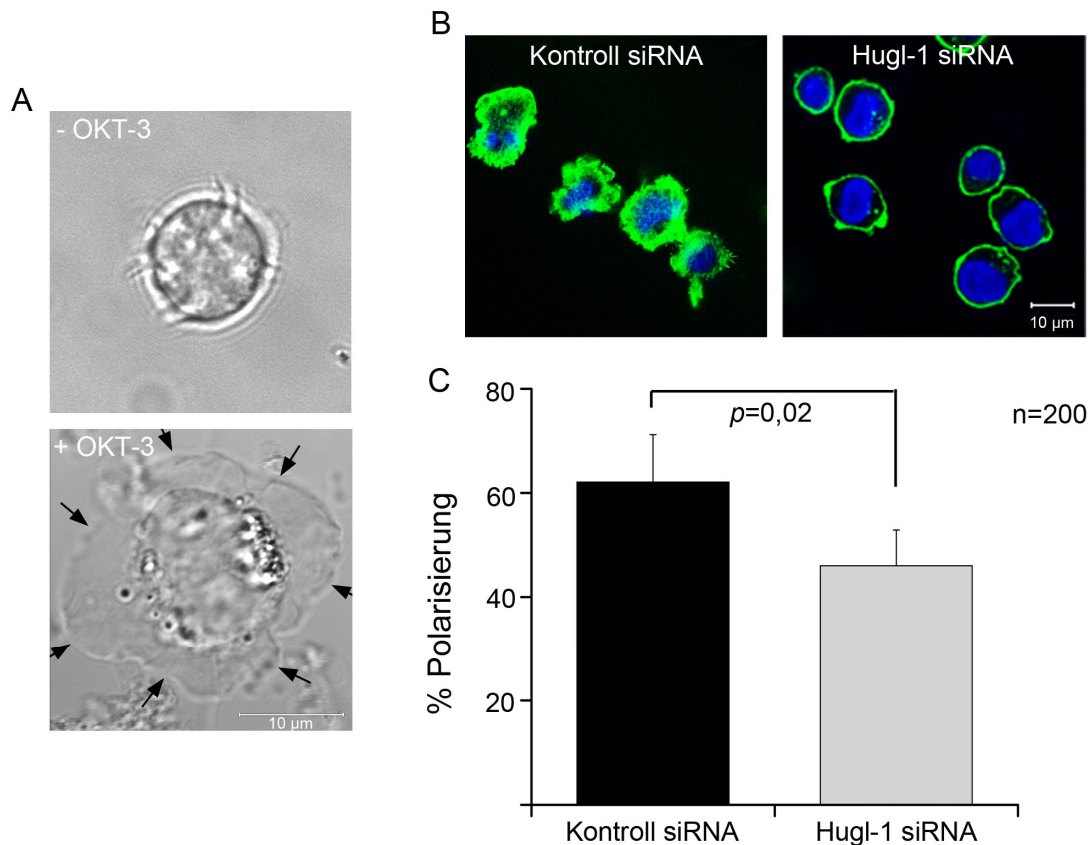 A
- OKT-3
+ OKT-3
10 µm
B
Kontroll siRNA
Hugl-1 siRNA
10 µm
C
80
60
40
20
% Polarisierung
p=0,02
n=200
Kontroll siRNA
Hugl-1 siRNA